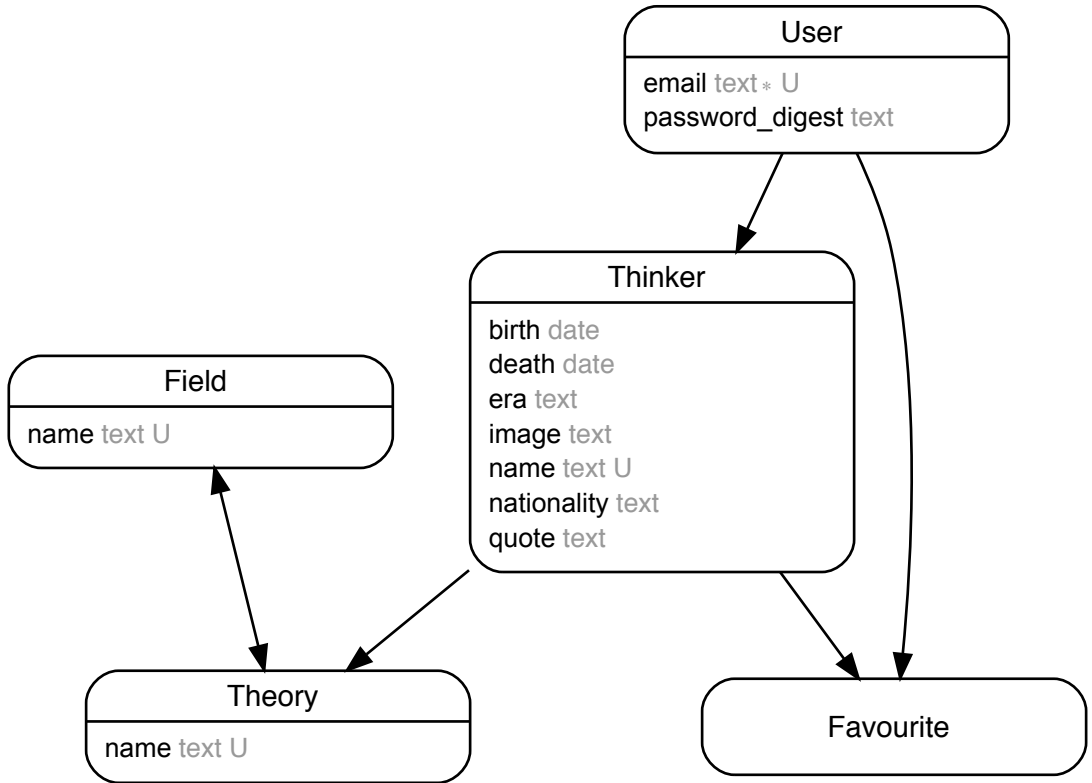 User
email text* U
password_digest text
Thinker
birth date
death date
era text
image text
name text U
nationality text
quote text
Field
name text U
Theory
name text U
Favourite